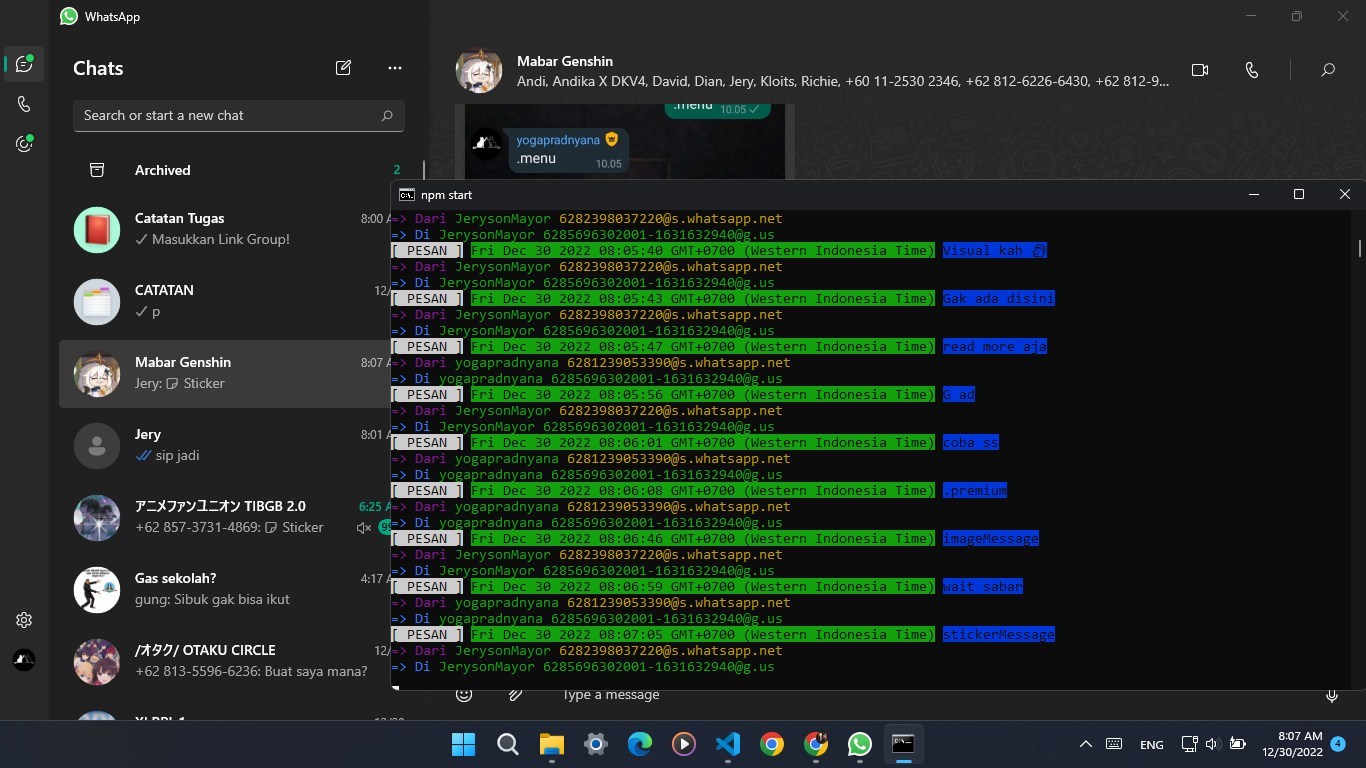 WhatsApp
Chats
Search or start a new chat
Archived
2
Catatan Tugas
8:00 A
Masukkan Link Group!
CATATAN
12/
p
Mabar Genshin
8:07 A
Jery: Sticker
Jery
8:01 A
sip jadi
アニメファンユニオン TIBGB 2.0
6:25 A
+62 857-3731-4869: Sticker
99
Gas sekolah?
4:17 A
gung: Sibuk gak bisa ikut
/オタク/ OTAKU CIRCLE
12/
+62 813-5596-6236: Buat saya mana?
12/30
Mabar Genshin
Andi, Andika X DKV4, David, Dian, Jery, Kloits, Richie, +60 11-2530 2346, +62 812-6226-6430, +62 812-9...
.menu 10.05
yogapradnyana
.menu 10.05
npm start
=> Dari JerysonMayor 6282398037220@s.whatsapp.net
=> Di JerysonMayor 6285696302001-1631632940@g.us
[ PESAN ] Fri Dec 30 2022 08:05:40 GMT+0700 (Western Indonesia Time) Visual kah 🗿
=> Dari JerysonMayor 6282398037220@s.whatsapp.net
=> Di JerysonMayor 6285696302001-1631632940@g.us
[ PESAN ] Fri Dec 30 2022 08:05:43 GMT+0700 (Western Indonesia Time) Gak ada disini
=> Dari JerysonMayor 6282398037220@s.whatsapp.net
=> Di JerysonMayor 6285696302001-1631632940@g.us
[ PESAN ] Fri Dec 30 2022 08:05:47 GMT+0700 (Western Indonesia Time) read more aja
=> Dari yogapradnyana 6281239053390@s.whatsapp.net
=> Di yogapradnyana 6285696302001-1631632940@g.us
[ PESAN ] Fri Dec 30 2022 08:05:56 GMT+0700 (Western Indonesia Time) G ad
=> Dari JerysonMayor 6282398037220@s.whatsapp.net
=> Di JerysonMayor 6285696302001-1631632940@g.us
[ PESAN ] Fri Dec 30 2022 08:06:01 GMT+0700 (Western Indonesia Time) coba ss
=> Dari yogapradnyana 6281239053390@s.whatsapp.net
=> Di yogapradnyana 6285696302001-1631632940@g.us
[ PESAN ] Fri Dec 30 2022 08:06:08 GMT+0700 (Western Indonesia Time) .premium
=> Dari yogapradnyana 6281239053390@s.whatsapp.net
=> Di yogapradnyana 6285696302001-1631632940@g.us
[ PESAN ] Fri Dec 30 2022 08:06:46 GMT+0700 (Western Indonesia Time) imageMessage
=> Dari JerysonMayor 6282398037220@s.whatsapp.net
=> Di JerysonMayor 6285696302001-1631632940@g.us
[ PESAN ] Fri Dec 30 2022 08:06:59 GMT+0700 (Western Indonesia Time) wait sabar
=> Dari yogapradnyana 6281239053390@s.whatsapp.net
=> Di yogapradnyana 6285696302001-1631632940@g.us
[ PESAN ] Fri Dec 30 2022 08:07:05 GMT+0700 (Western Indonesia Time) stickerMessage
=> Dari JerysonMayor 6282398037220@s.whatsapp.net
=> Di JerysonMayor 6285696302001-1631632940@g.us
Type a message
ENG
8:07 AM
12/30/2022
4